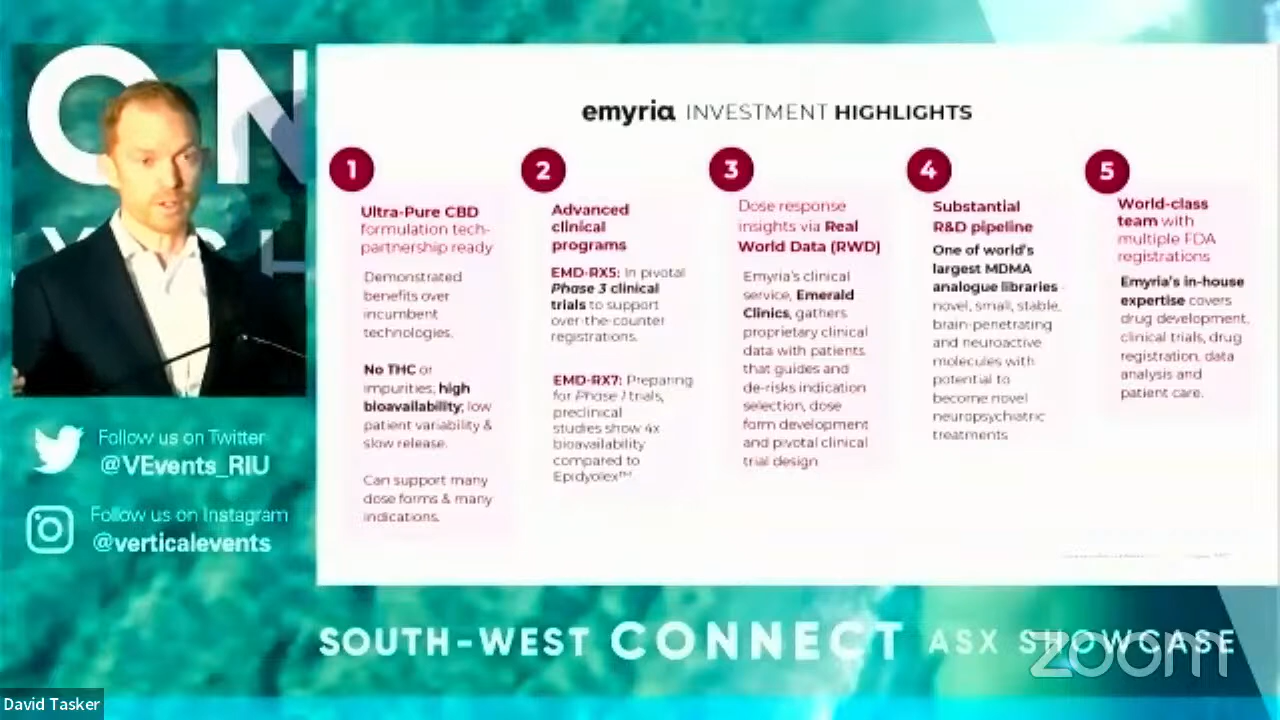 ON
emyria INVESTMENT HIGHLIGHTS
1
Ultra-Pure CBD
formulation tech-
partnership ready
Demonstrated
benefits over
incumbent
technologies.
No THC or
impurities; high
bioavailability; low
patient variability &
slow release.
Can support many
dose forms & many
indications.
2
Advanced
clinical
programs
EMD-RX5: In pivotal
Phase 3 clinical
trials to support
over-the-counter
registrations.
EMD-RX7: Preparing
for Phase 1 trials,
preclinical
studies show 4x
bioavailability
compared to
Epidyolex™
3
Dose response
insights via Real
World Data (RWD)
Emyria's clinical
service, Emerald
Clinics, gathers
proprietary clinical
data with patients
that guides and
de-risks indication
selection, dose
form development
and pivotal clinical
trial design
4
Substantial
R&D pipeline
One of world's
largest MDMA
analogue libraries -
novel, small, stable,
brain-penetrating
and neuroactive
molecules with
potential to
become novel
neuropsychiatric
treatments
5
World-class
team with
multiple FDA
registrations
Emyria's in-house
expertise covers
drug development,
clinical trials, drug
registration, data
analysis and
patient care.
Follow us on Twitter
@VEvents_RIU
Follow us on Instagram
@verticalevents
SOUTH-WEST CONNECT ASX SHOWCASE
zoom
David Tasker